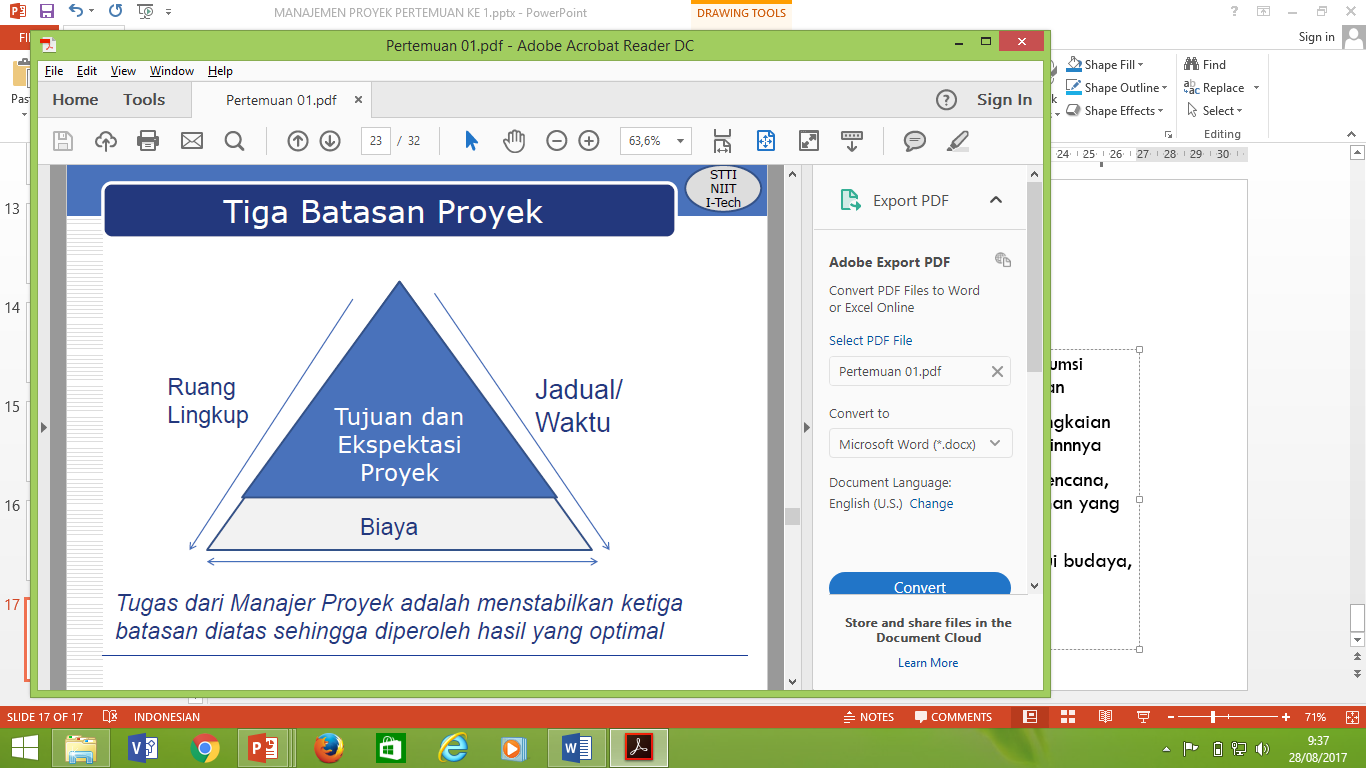 MANAJEMEN PROYEK PERTEMUAN KE 1.pptx - PowerPoint
DRAWING TOOLS
Sign in
Pertemuan 01.pdf - Adobe Acrobat Reader DC
File Edit View Window Help
Home Tools Pertemuan 01.pdf Sign In
23 / 32 63,6%
Shape Fill
Shape Outline
Shape Effects
Find
Replace
Select
Editing
24 25 26 27 28 29 30
13
14
15
16
17
STTI
NIIT
I-Tech
Tiga Batasan Proyek
Ruang
Lingkup
Jadual/
Waktu
Tujuan dan
Ekspektasi
Proyek
Biaya
Tugas dari Manajer Proyek adalah menstabilkan ketiga
batasan diatas sehingga diperoleh hasil yang optimal
Export PDF
Adobe Export PDF
Convert PDF Files to Word
or Excel Online
Select PDF File
Pertemuan 01.pdf
Convert to
Microsoft Word (*.docx)
Document Language:
English (U.S.) Change
Convert
Store and share files in the
Document Cloud
Learn More
yang
budaya,
SLIDE 17 OF 17 INDONESIAN NOTES COMMENTS 71%
9:37
28/08/2017